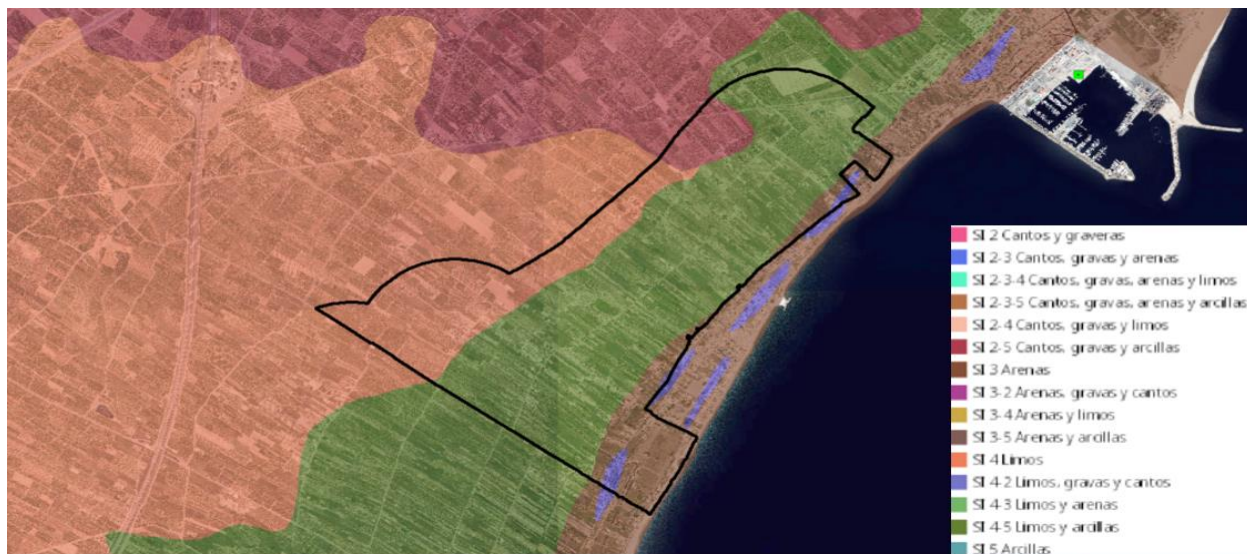 SI 2 Cantos y graveras
SI 2-3 Cantos, gravas y arenas
SI 2-3-4 Cantos, gravas, arenas y limos
SI 2-3-5 Cantos, gravas, arenas y arcillas
SI 2-4 Cantos, gravas y limos
SI 2-5 Cantos, gravas y arcillas
SI 3 Arenas
SI 3-2 Arenas, gravas y cantos
SI 3-4 Arenas y limos
SI 3-5 Arenas y arcillas
SI 4 Limos
SI 4-2 Limos, gravas y cantos
SI 4-3 Limos y arenas
SI 4-5 Limos y arcillas
SI 5 Arcillas